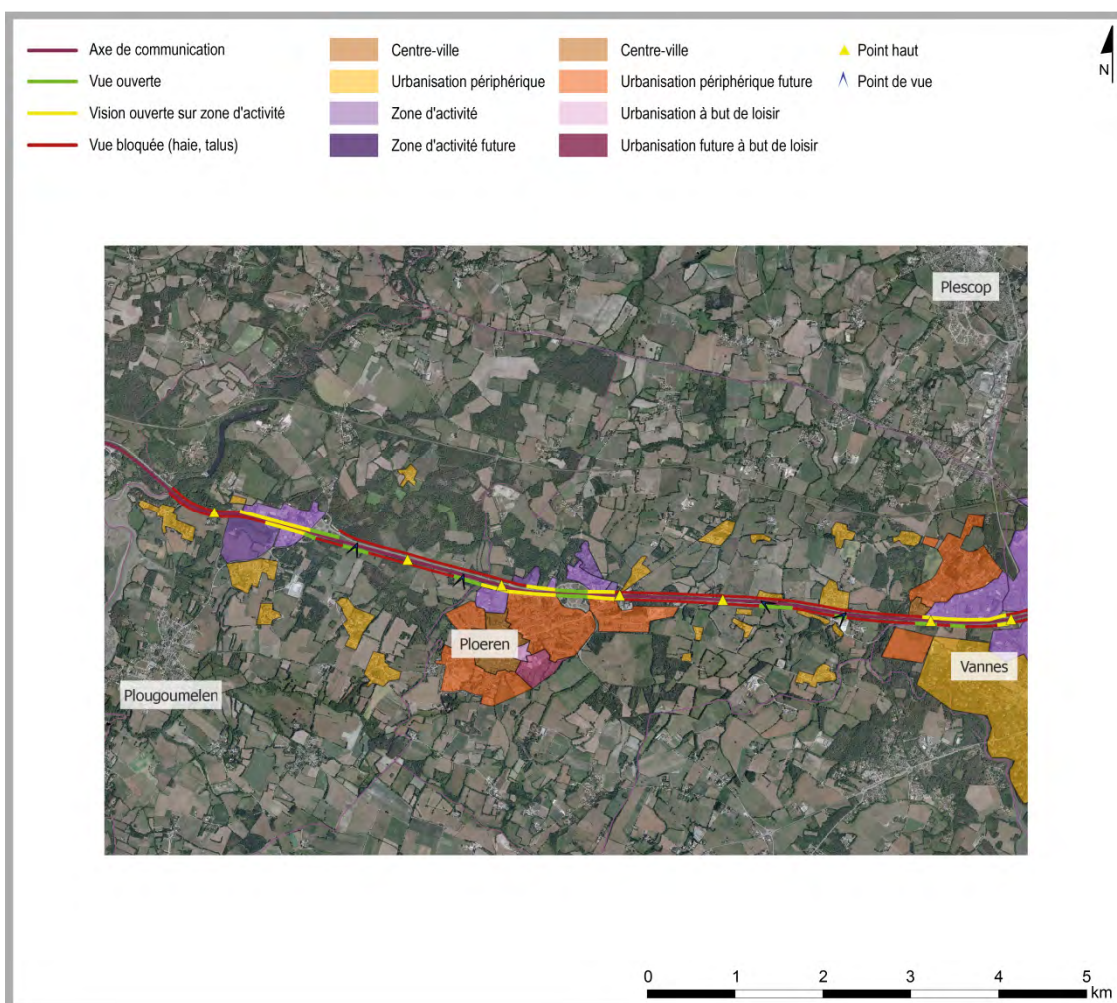 Axe de communication
Vue ouverte
Vision ouverte sur zone d'activité
Vue bloquée (haie, talus)
Centre-ville
Urbanisation périphérique
Zone d'activité
Zone d'activité future
Centre-ville
Urbanisation périphérique future
Urbanisation à but de loisir
Urbanisation future à but de loisir
Point haut
Point de vue
N
Plescop
Ploeren
Vannes
Plougoumelen
0 1 2 3 4 5
km